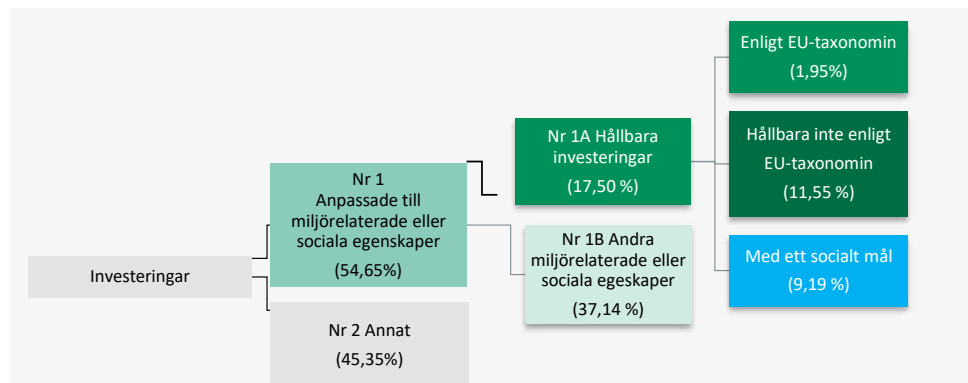 Investeringar
Nr 1
Anpassade till
miljörelaterade eller
sociala egenskaper
(54,65%)
Nr 2 Annat
(45,35%)
Nr 1A Hållbara
investeringar
(17,50 %)
Nr 1B Andra
miljörelaterade eller
sociala egeskaper
(37,14 %)
Enligt EU-taxonomin
(1,95%)
Hållbara inte enligt
EU-taxonomin
(11,55 %)
Med ett socialt mål
(9,19 %)